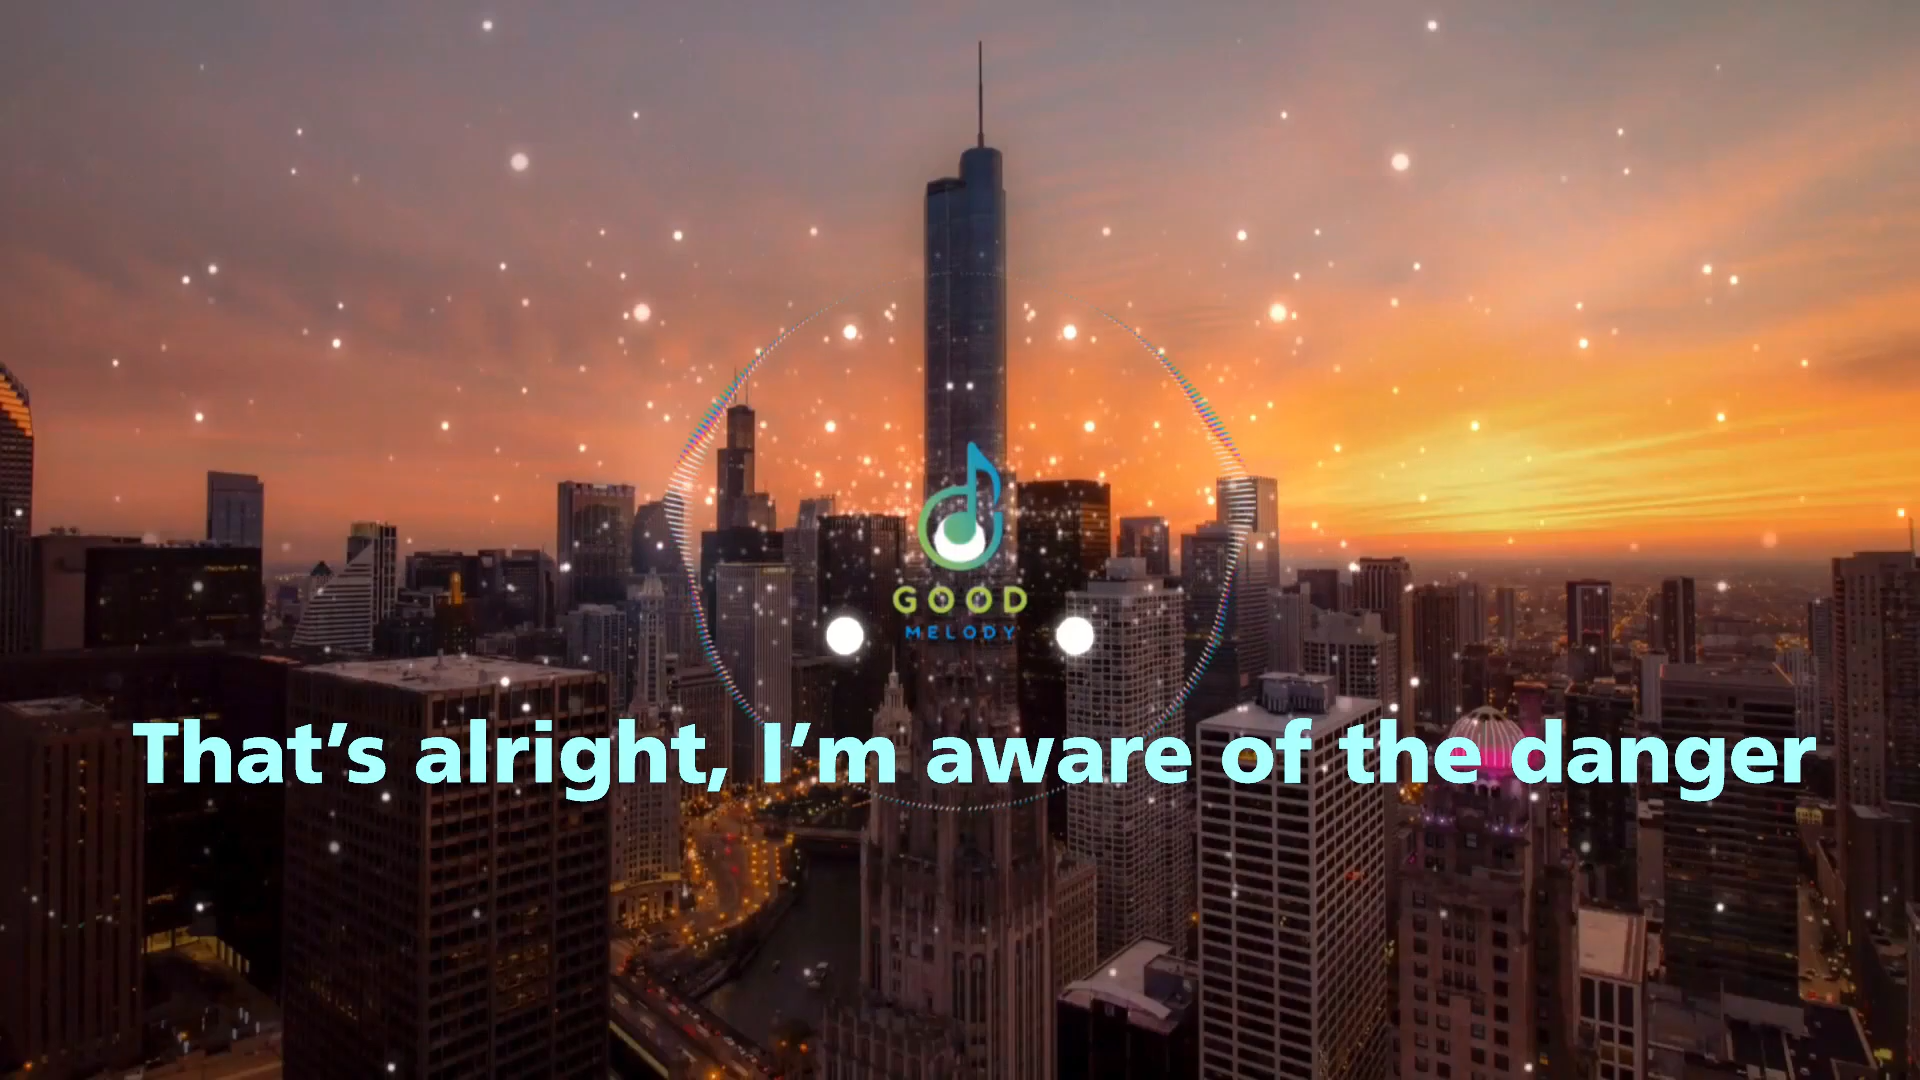 GOOD
MELODY
That’s alright, I’m aware of the danger